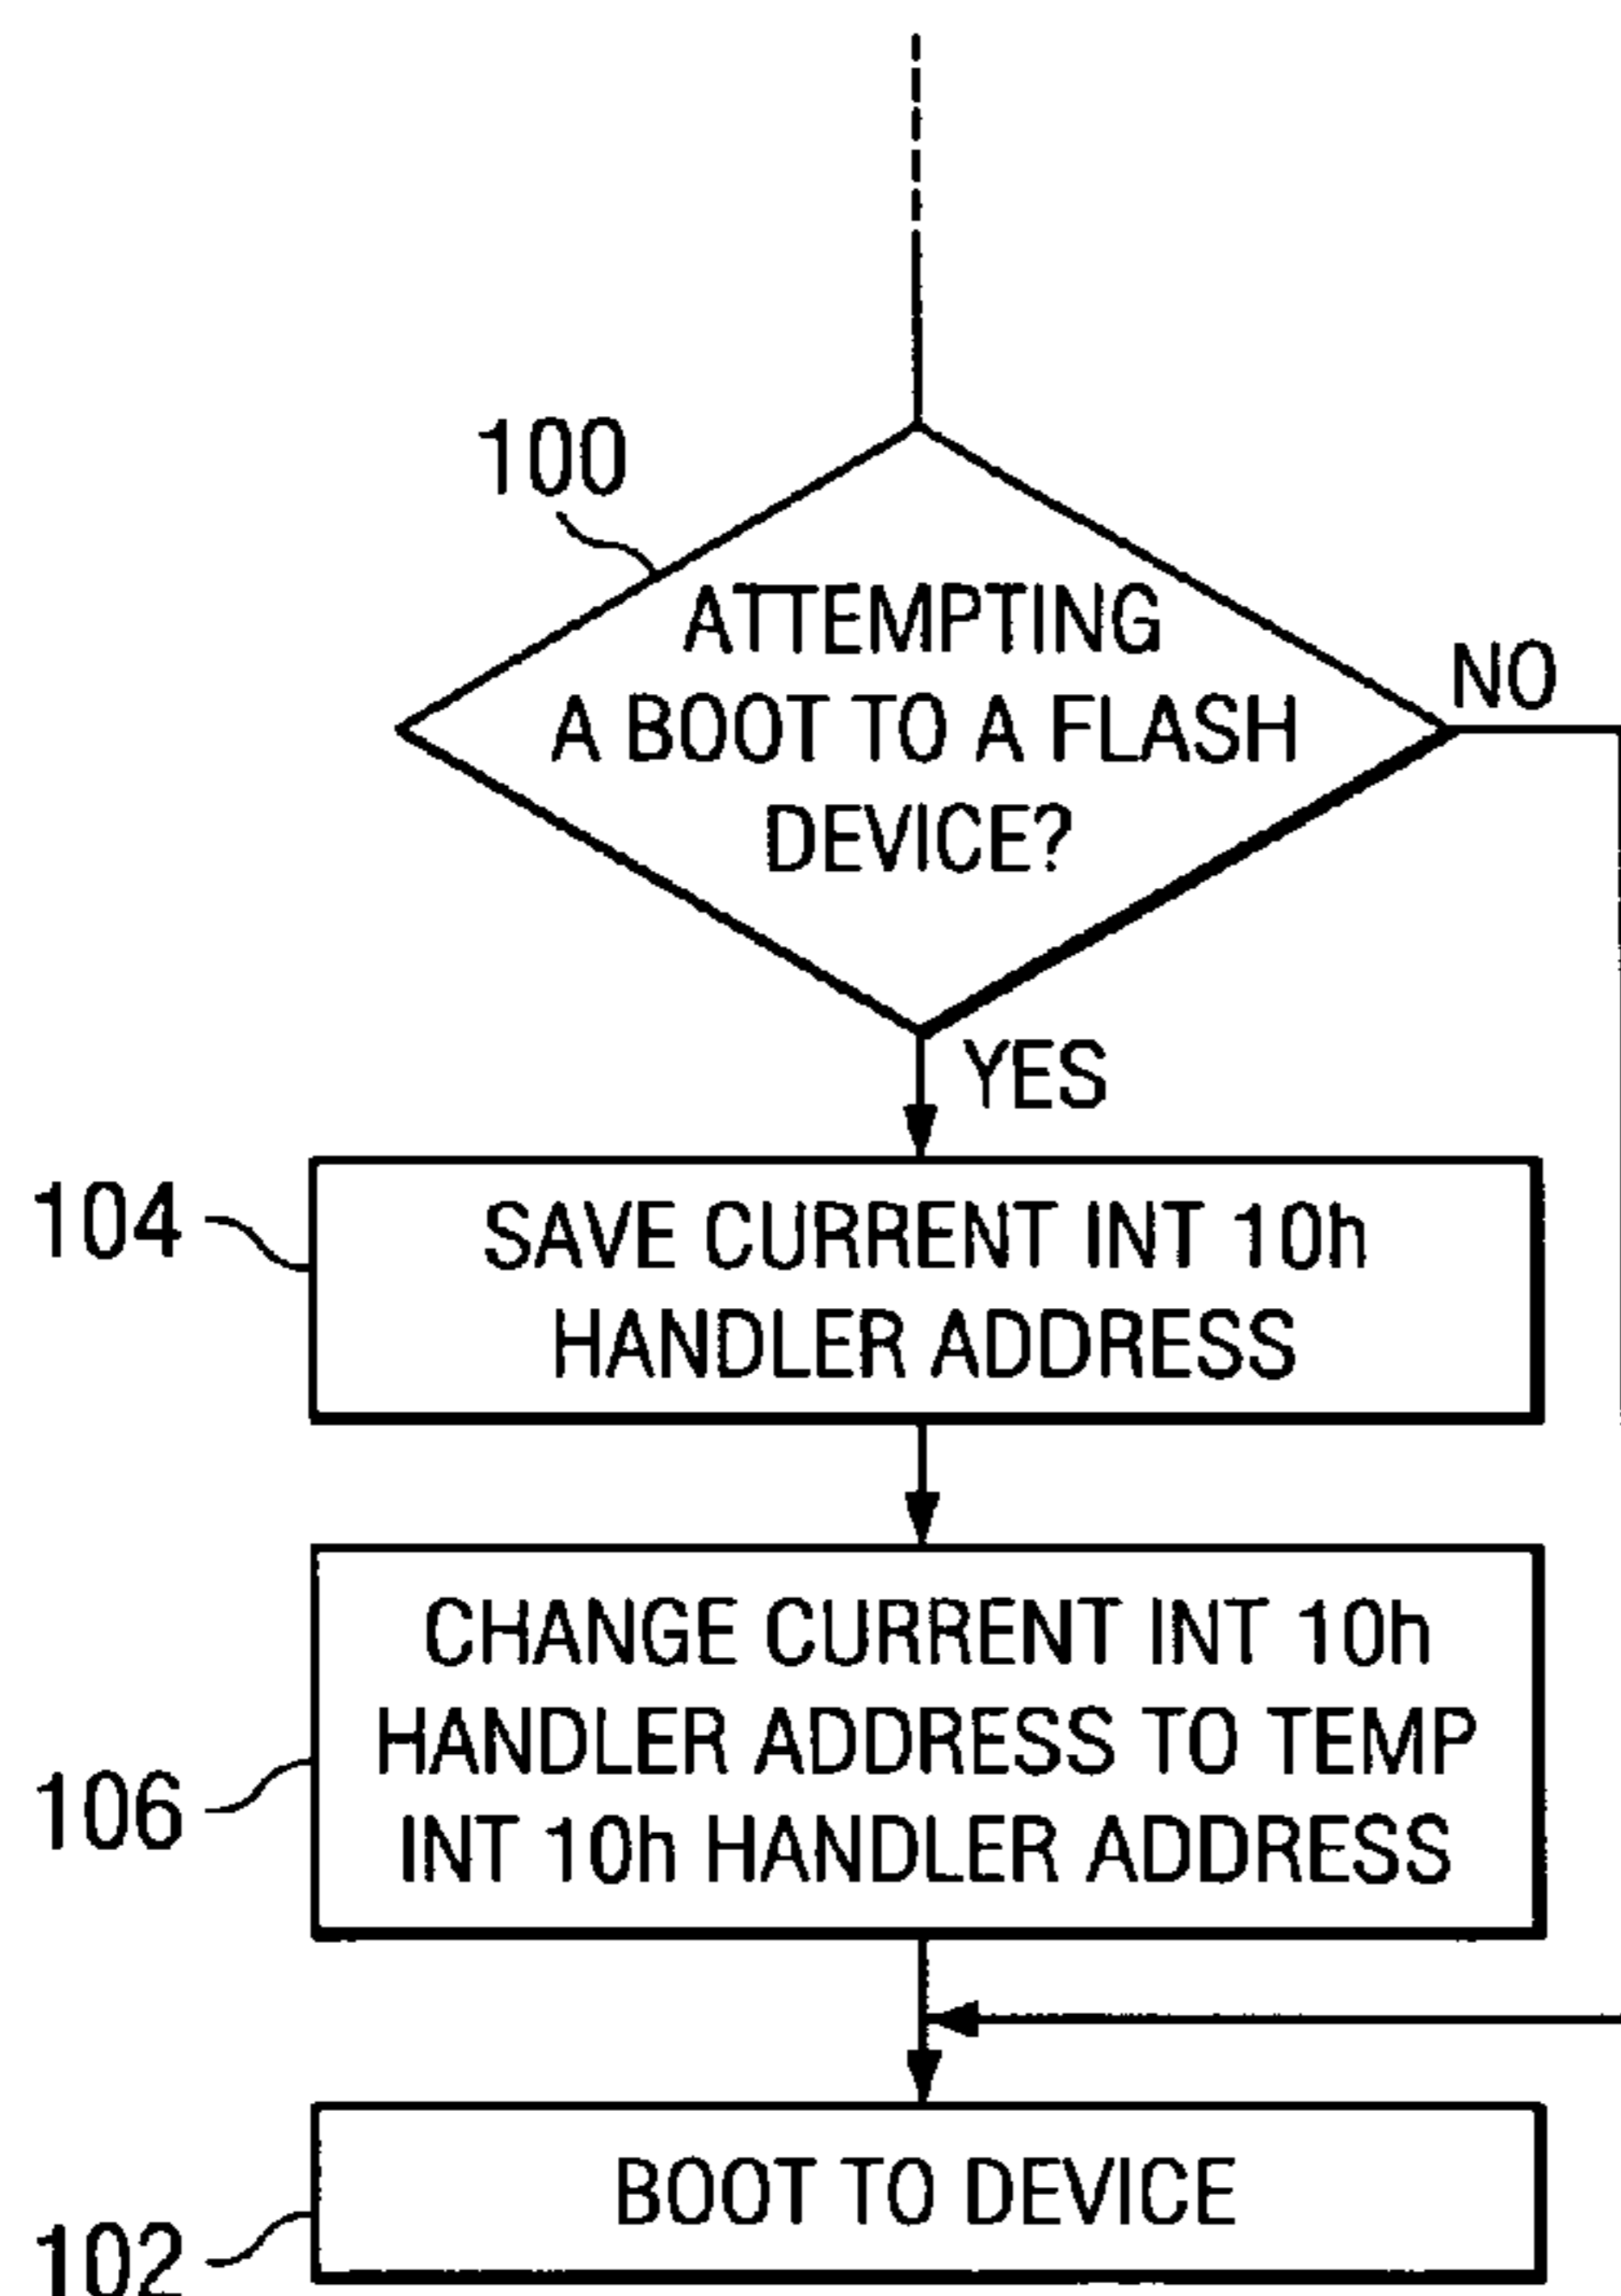 100
ATTEMPTING
A BOOT TO A FLASH
DEVICE?
NO
YES
104
SAVE CURRENT INT 10h
HANDLER ADDRESS
106
CHANGE CURRENT INT 10h
HANDLER ADDRESS TO TEMP
INT 10h HANDLER ADDRESS
BOOT TO DEVICE
102